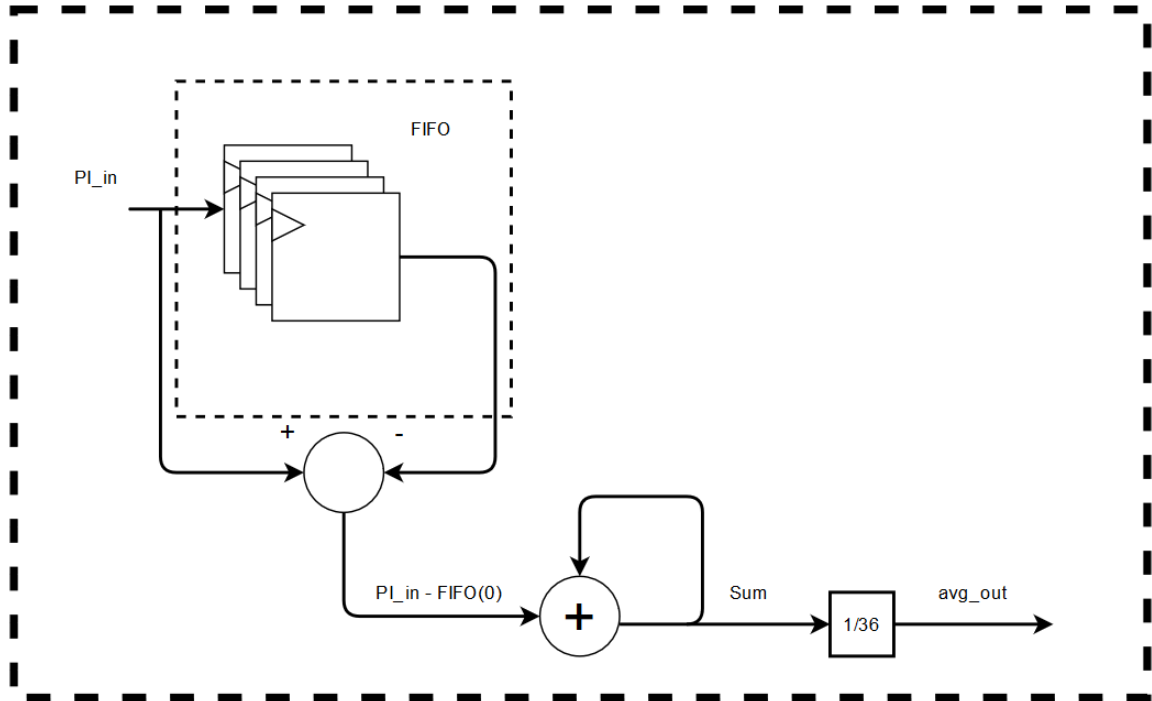 FIFO
PI_in
+
-
PI_in - FIFO(0)
+
Sum
1/36
avg_out